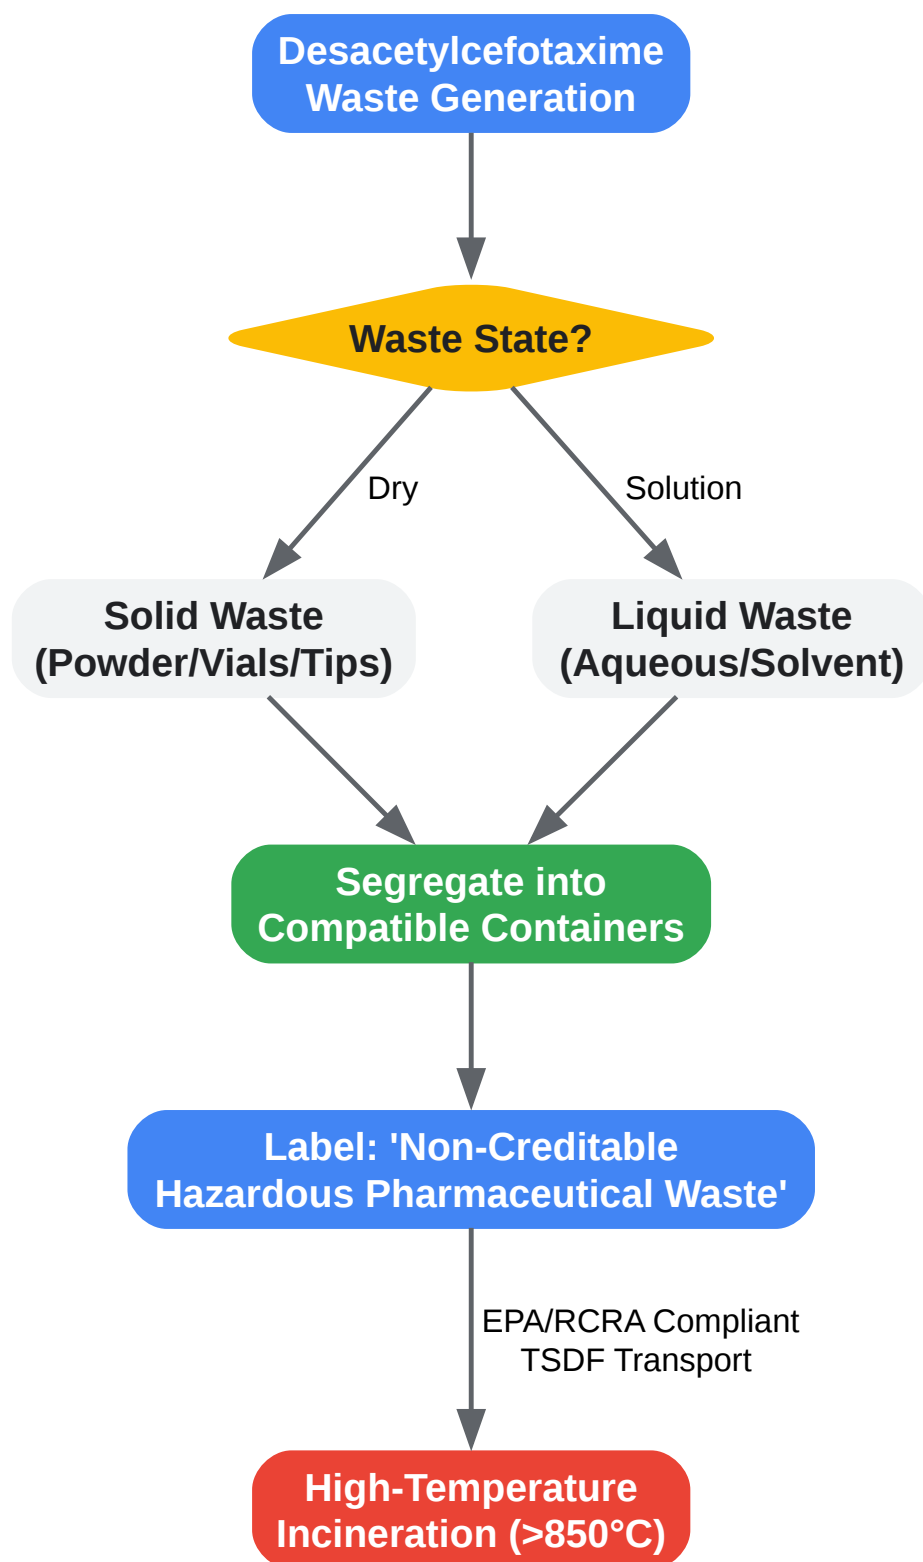 Desacetylcefotaxime
Waste Generation
Waste State?
Dry
Solution
Solid Waste
(Powder/Vials/Tips)
Liquid Waste
(Aqueous/Solvent)
Segregate into
Compatible Containers
Label: 'Non-Creditable
Hazardous Pharmaceutical Waste'
EPA/RCRA Compliant
TSDF Transport
High-Temperature
Incineration (>850°C)